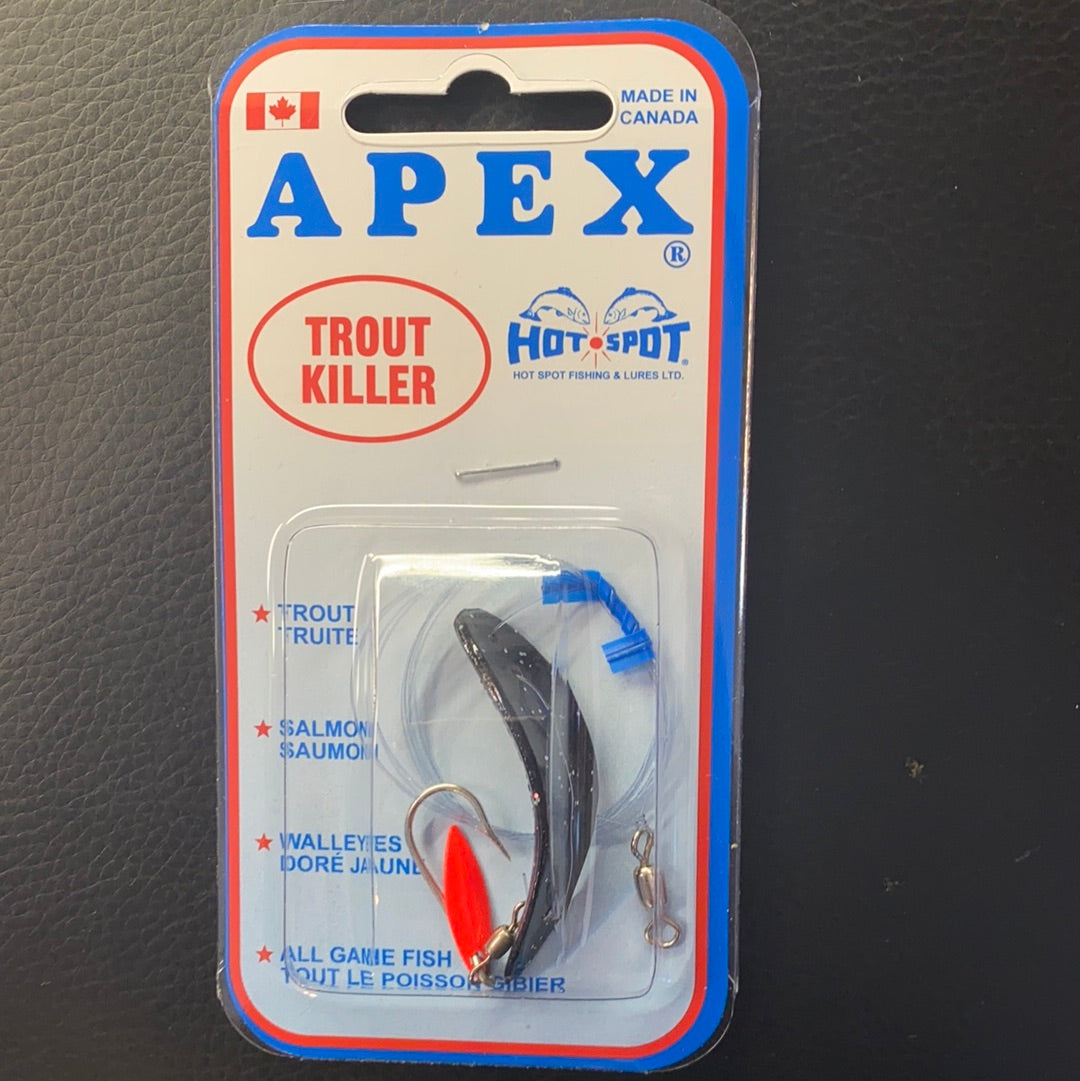 MADE IN
CANADA
APEX
®
TROUT
KILLER
HOT SPOT®
HOT SPOT FISHING & LURES LTD.
★ TROUT
TRUITE
★ SALMON
SAUMON
★ WALLEYES
DORÉ JAUNE
★ ALL GAME FISH
TOUT LE POISSON GIBIER